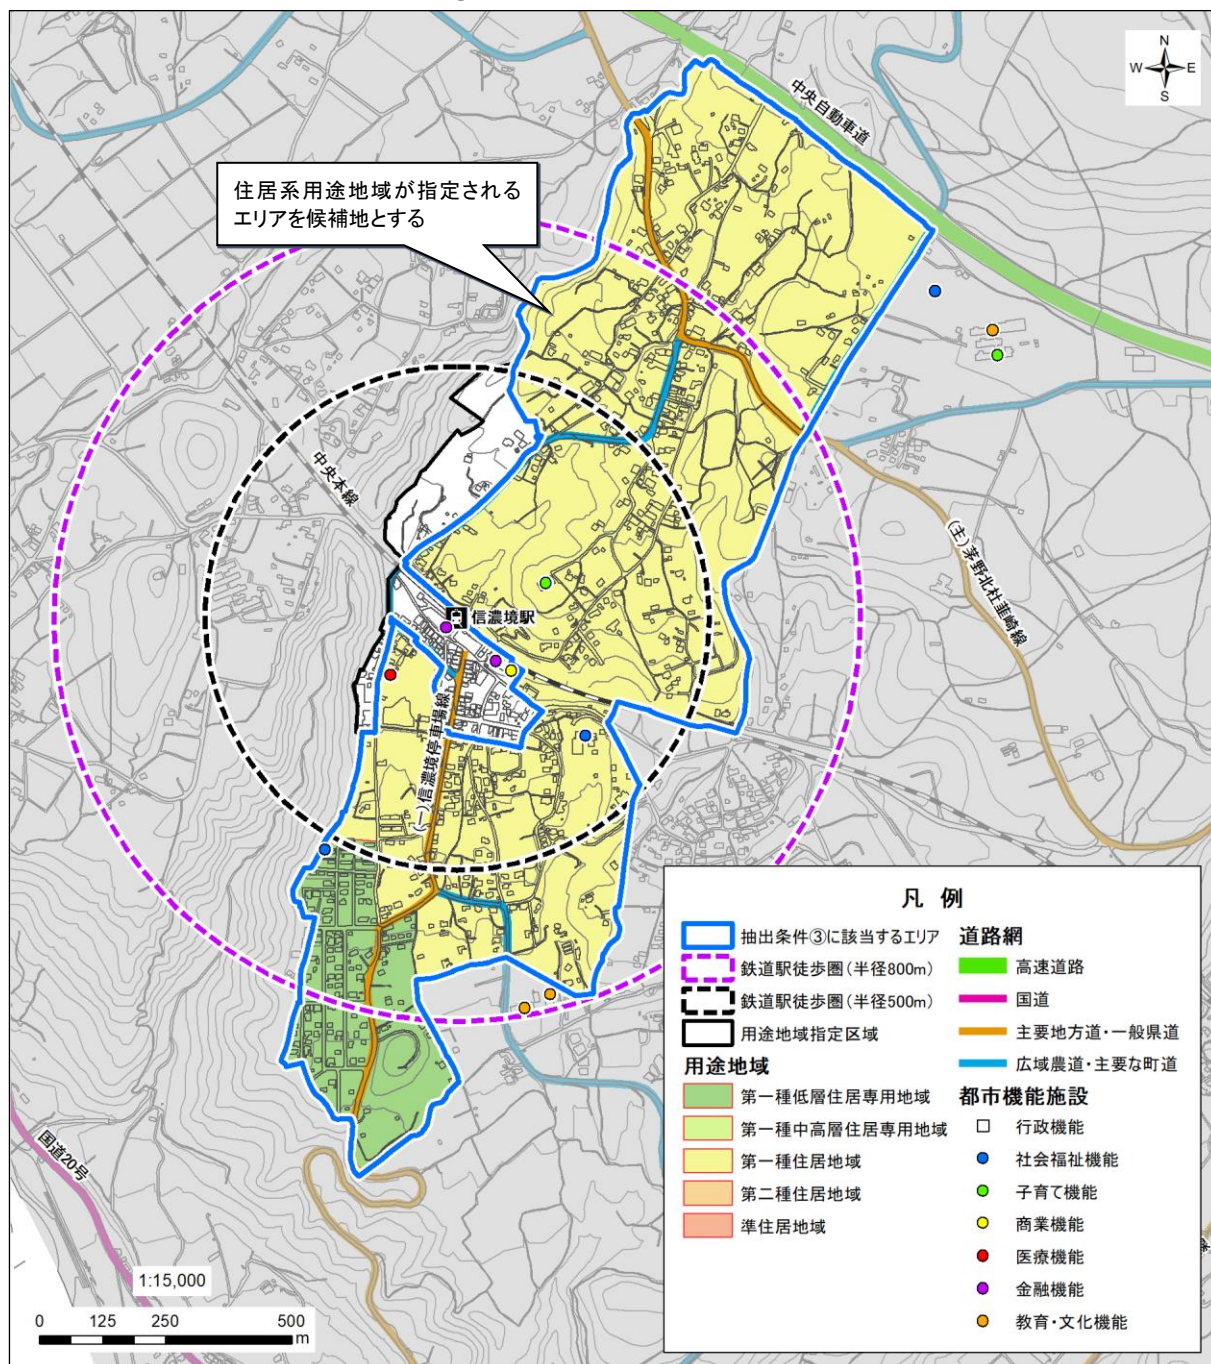 N
W E
S
中央自動車道
住居系用途地域が指定される
エリアを候補地とする
中央本線
信濃境駅
(主)茅野北杜韮崎線
(一)信濃境停車場線
国道20号
1:15,000
0 125 250 500
m
凡 例
抽出条件③に該当するエリア
鉄道駅徒歩圏(半径800m)
鉄道駅徒歩圏(半径500m)
用途地域指定区域
用途地域
第一種低層住居専用地域
第一種中高層住居専用地域
第一種住居地域
第二種住居地域
準住居地域
道路網
高速道路
国道
主要地方道・一般県道
広域農道・主要な町道
都市機能施設
行政機能
社会福祉機能
子育て機能
商業機能
医療機能
金融機能
教育・文化機能